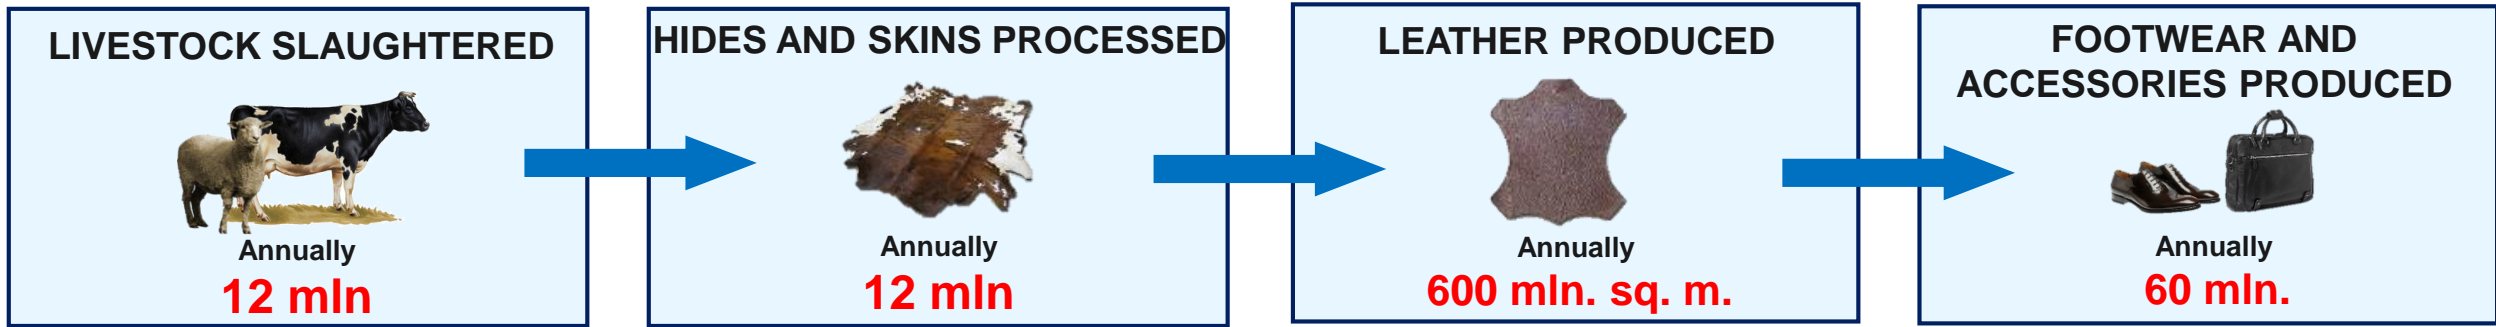 LIVESTOCK SLAUGHTERED
Annually
12 mln
HIDES AND SKINS PROCESSED
Annually
12 mln
LEATHER PRODUCED
Annually
600 mln. sq. m.
FOOTWEAR AND
ACCESSORIES PRODUCED
Annually
60 mln.